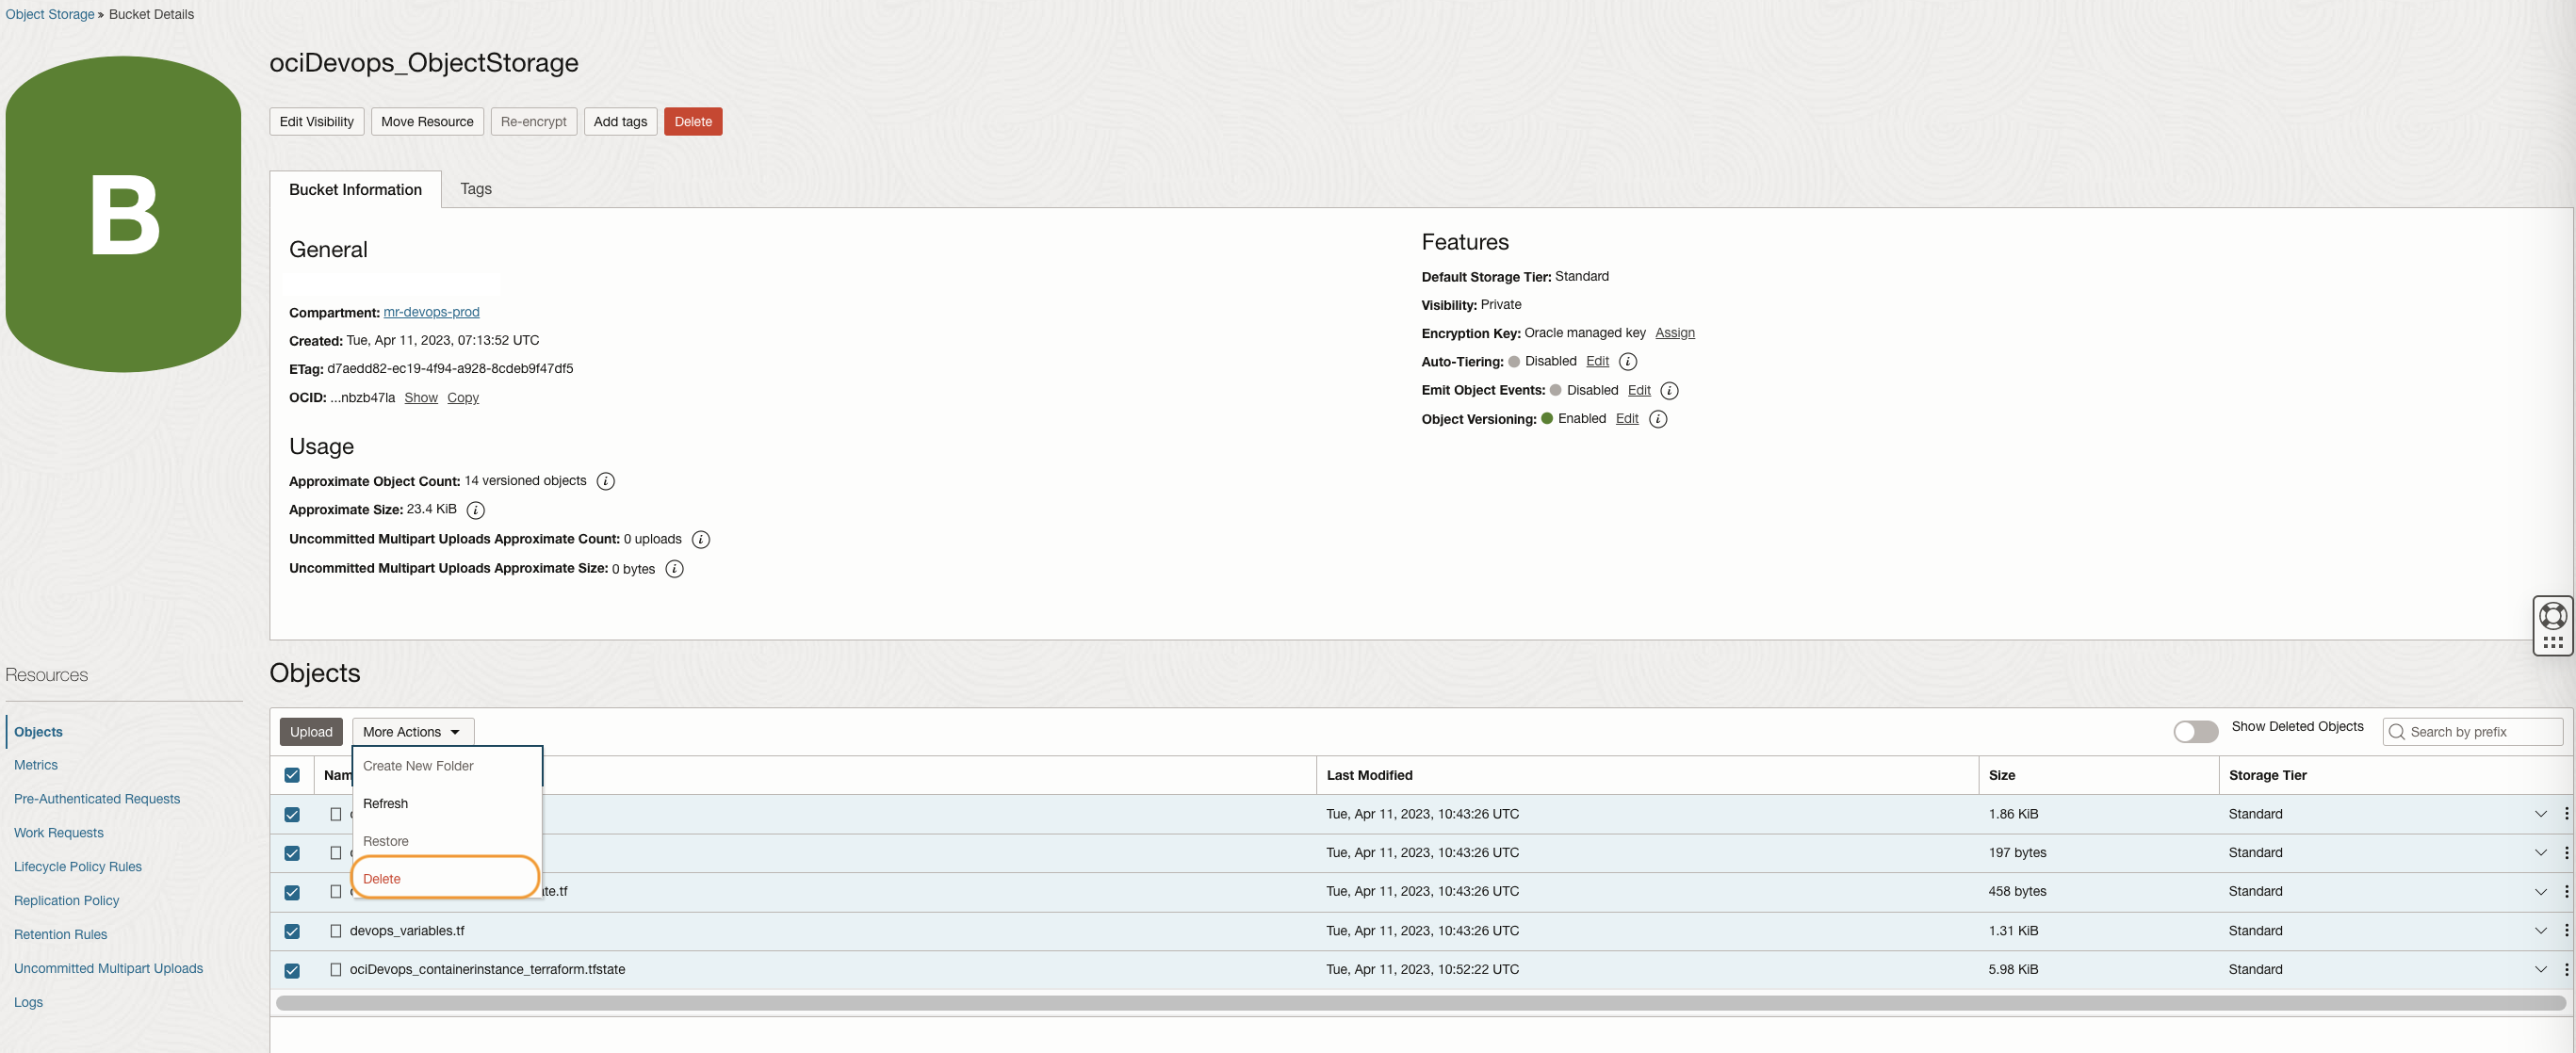 Object Storage » Bucket Details
B
ociDevops_ObjectStorage
Edit Visibility Move Resource Re-encrypt Add tags Delete
Bucket Information Tags
General
Compartment: mr-devops-prod
Created: Tue, Apr 11, 2023, 07:13:52 UTC
ETag: d7aedd82-ec19-4f94-a928-8cdeb9f47df5
OCID: ...nbzb47la Show Copy
Usage
Approximate Object Count: 14 versioned objects
Approximate Size: 23.4 KiB
Uncommitted Multipart Uploads Approximate Count: 0 uploads
Uncommitted Multipart Uploads Approximate Size: 0 bytes
Features
Default Storage Tier: Standard
Visibility: Private
Encryption Key: Oracle managed key Assign
Auto-Tiering: Disabled Edit
Emit Object Events: Disabled Edit
Object Versioning: Enabled Edit
Resources
Objects
Metrics
Pre-Authenticated Requests
Work Requests
Lifecycle Policy Rules
Replication Policy
Retention Rules
Uncommitted Multipart Uploads
Logs
Objects
Upload More Actions Show Deleted Objects Search by prefix
Create New Folder
Refresh
Restore
Delete
Last Modified Size Storage Tier
Tue, Apr 11, 2023, 10:43:26 UTC 1.86 KiB Standard
Tue, Apr 11, 2023, 10:43:26 UTC 197 bytes Standard
Tue, Apr 11, 2023, 10:43:26 UTC 458 bytes Standard
devops_variables.tf Tue, Apr 11, 2023, 10:43:26 UTC 1.31 KiB Standard
ociDevops_containerinstance_terraform.tfstate Tue, Apr 11, 2023, 10:52:22 UTC 5.98 KiB Standard